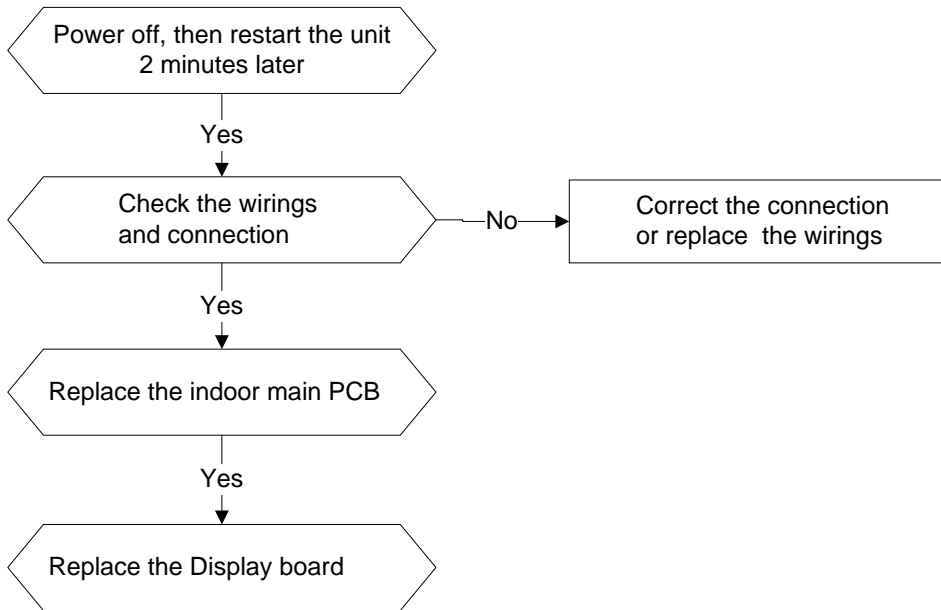 Power off, then restart the unit
2 minutes later
Yes
Check the wirings
and connection
No
Correct the connection
or replace the wirings
Yes
Replace the indoor main PCB
Yes
Replace the Display board